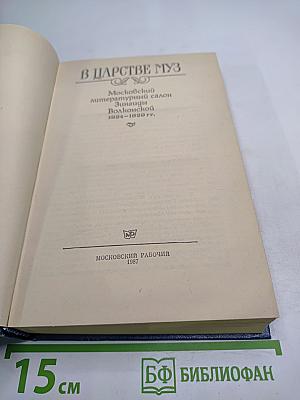 В ЦАРСТВЕ МУЗ
Московский
литературный салон
Зинаиды
Волконской
1824-1829 гг.
МОСКОВСКИЙ РАБОЧИЙ
1987
15 см
БФ БИБЛИОФАН